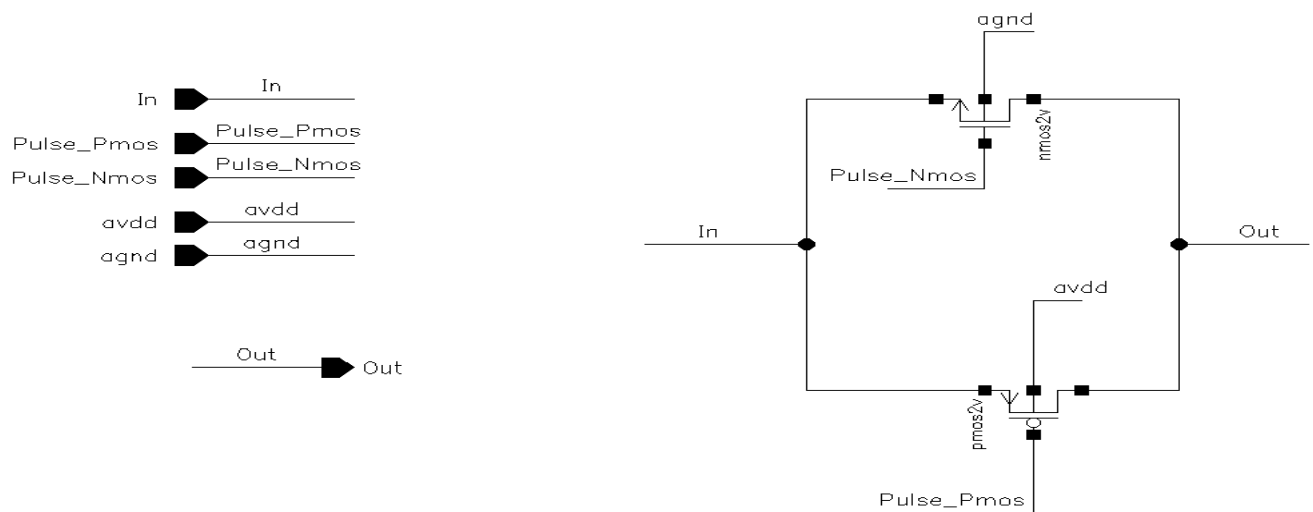 In In
Pulse_Pmos Pulse_Pmos
Pulse_Nmos Pulse_Nmos
avdd avdd
agnd agnd
Out Out
agnd
nmos2v
Pulse_Nmos
In
Out
avdd
pmos2v
Pulse_Pmos